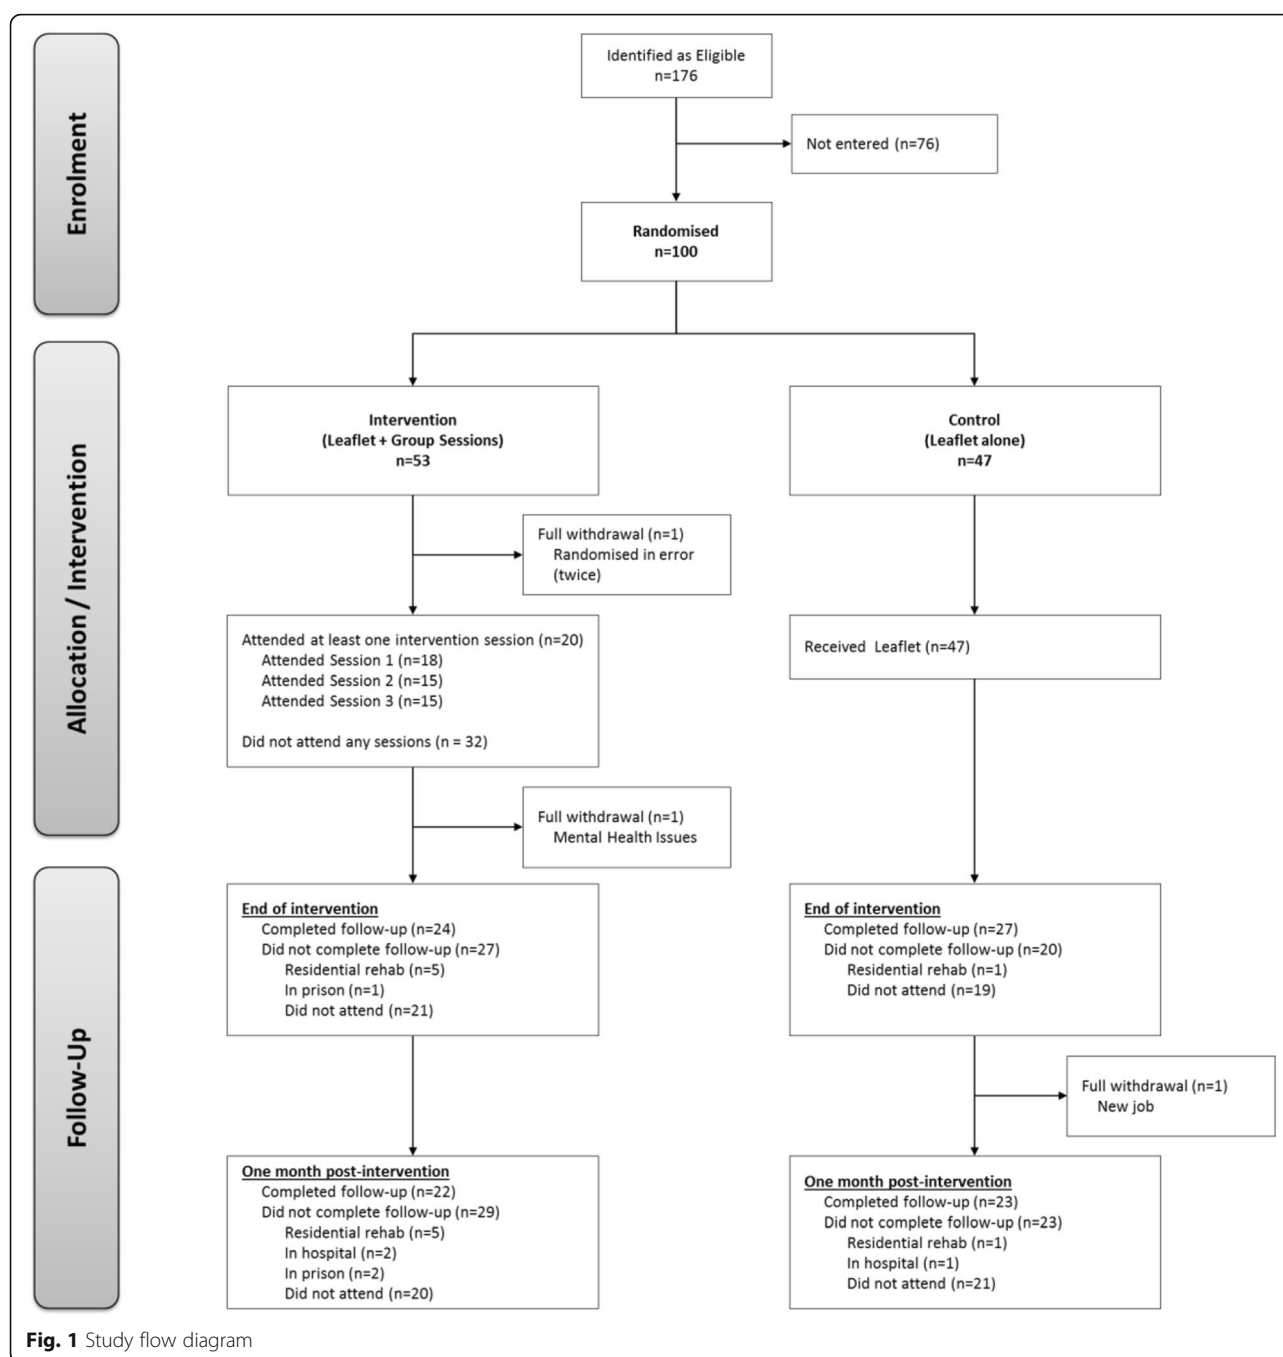 Enrolment
Identified as Eligible
n=176
Not entered (n=76)
Randomised
n=100
Allocation / Intervention
Intervention
(Leaflet + Group Sessions)
n=53
Control
(Leaflet alone)
n=47
Full withdrawal (n=1)
Randomised in error
(twice)
Attended at least one intervention session (n=20)
Attended Session 1 (n=18)
Attended Session 2 (n=15)
Attended Session 3 (n=15)
Did not attend any sessions (n = 32)
Received Leaflet (n=47)
Full withdrawal (n=1)
Mental Health Issues
Follow-Up
End of intervention
Completed follow-up (n=24)
Did not complete follow-up (n=27)
Residential rehab (n=5)
In prison (n=1)
Did not attend (n=21)
End of intervention
Completed follow-up (n=27)
Did not complete follow-up (n=20)
Residential rehab (n=1)
Did not attend (n=19)
Full withdrawal (n=1)
New job
One month post-intervention
Completed follow-up (n=22)
Did not complete follow-up (n=29)
Residential rehab (n=5)
In hospital (n=2)
In prison (n=2)
Did not attend (n=20)
One month post-intervention
Completed follow-up (n=23)
Did not complete follow-up (n=23)
Residential rehab (n=1)
In hospital (n=1)
Did not attend (n=21)
Fig. 1 Study flow diagram